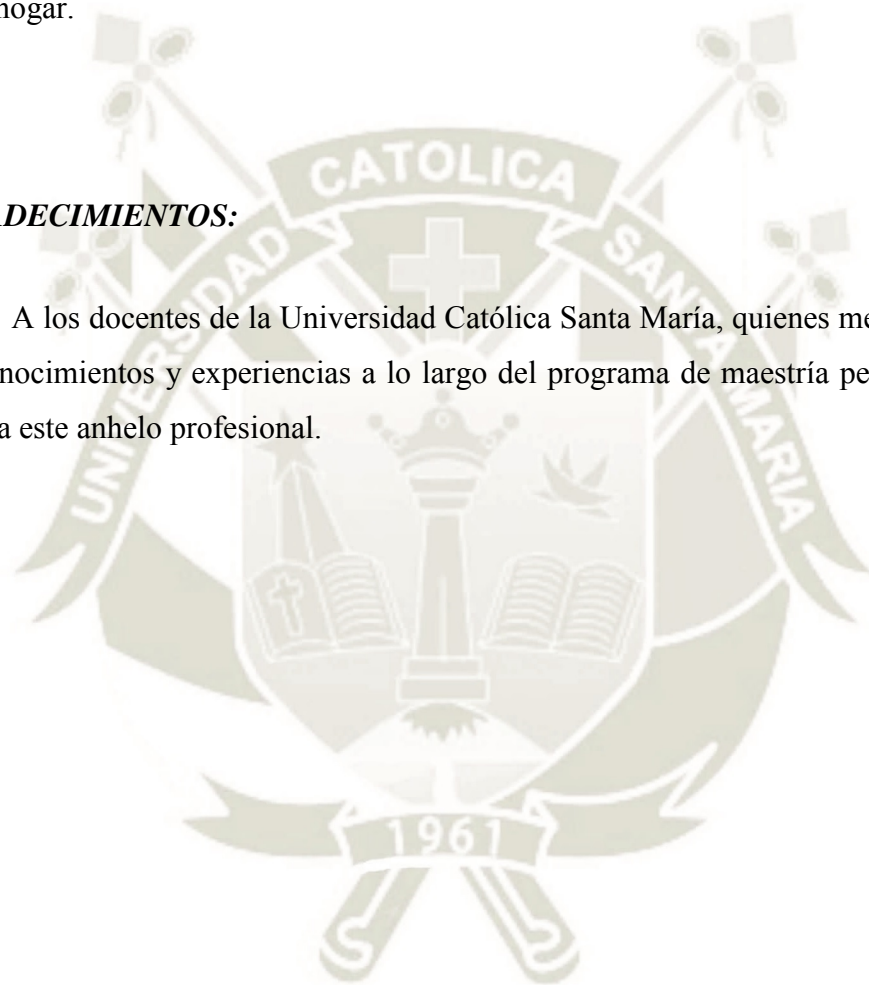 hogar.
ADECIMIENTOS:
A los docentes de la Universidad Católica Santa María, quienes me
nocimientos y experiencias a lo largo del programa de maestría pe
a este anhelo profesional.
UNIVERSIDAD CATOLICA SANTA MARIA
1961